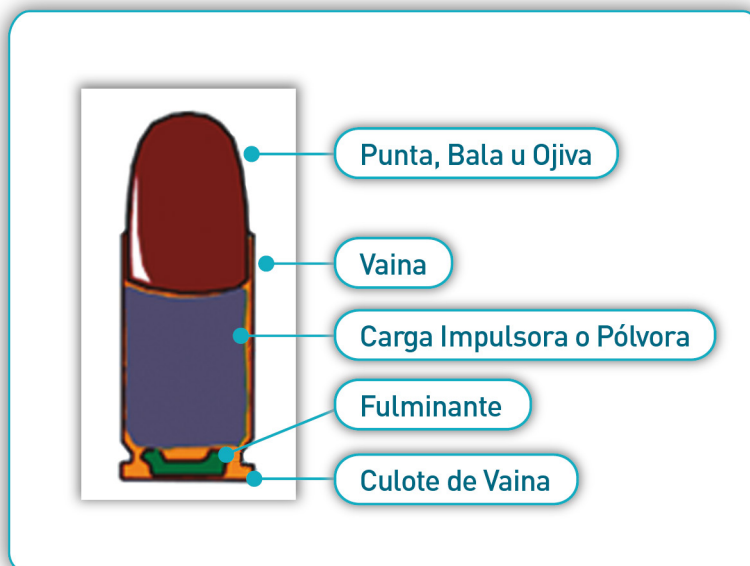 Punta, Bala u Ojiva
Vaina
Carga Impulsora o Pólvora
Fulminante
Culote de Vaina